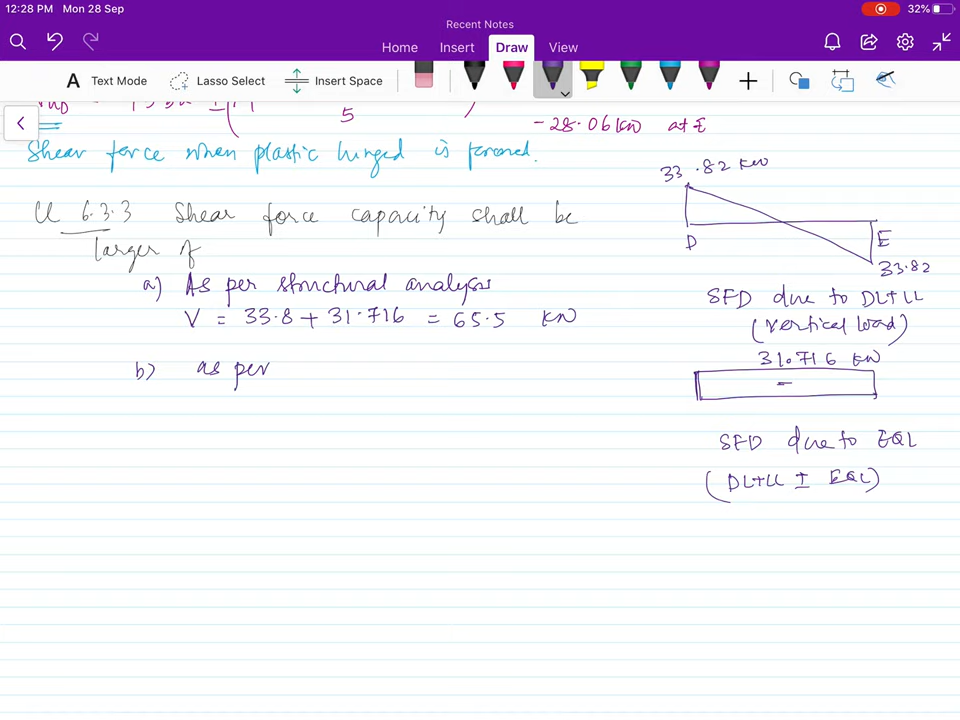 12:28 PM Mon 28 Sep
32%
Recent Notes
Home Insert Draw View
Text Mode Lasso Select Insert Space
5
-28.06 KN at E
Shear force when plastic hinged is formed.
Cl 6.3.3 Shear force capacity shall be
larger of
a) As per structural analysis
V = 33.8 + 31.716 = 65.5 KN
b) as per
33.82 KN
D
E
33.82
SFD due to DL+LL
(vertical load)
31.716 KN
-
SFD due to EQL
(DL+LL ± EQL)